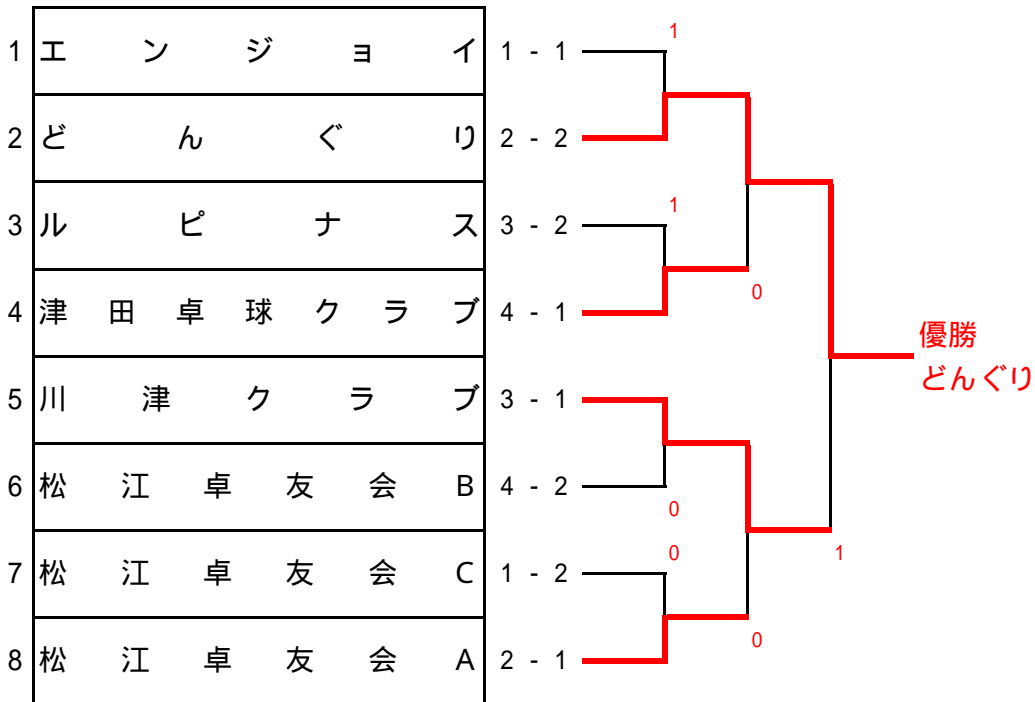 1 エンジョイ 1 - 1 1
2 どんぐり 2 - 2
3 ルピナス 3 - 2 1
4 津田卓球クラブ 4 - 1 0
優勝
どんぐり
5 川津クラブ 3 - 1
6 松江卓友会B 4 - 2 0
7 松江卓友会C 1 - 2 0 1
8 松江卓友会A 2 - 1 0